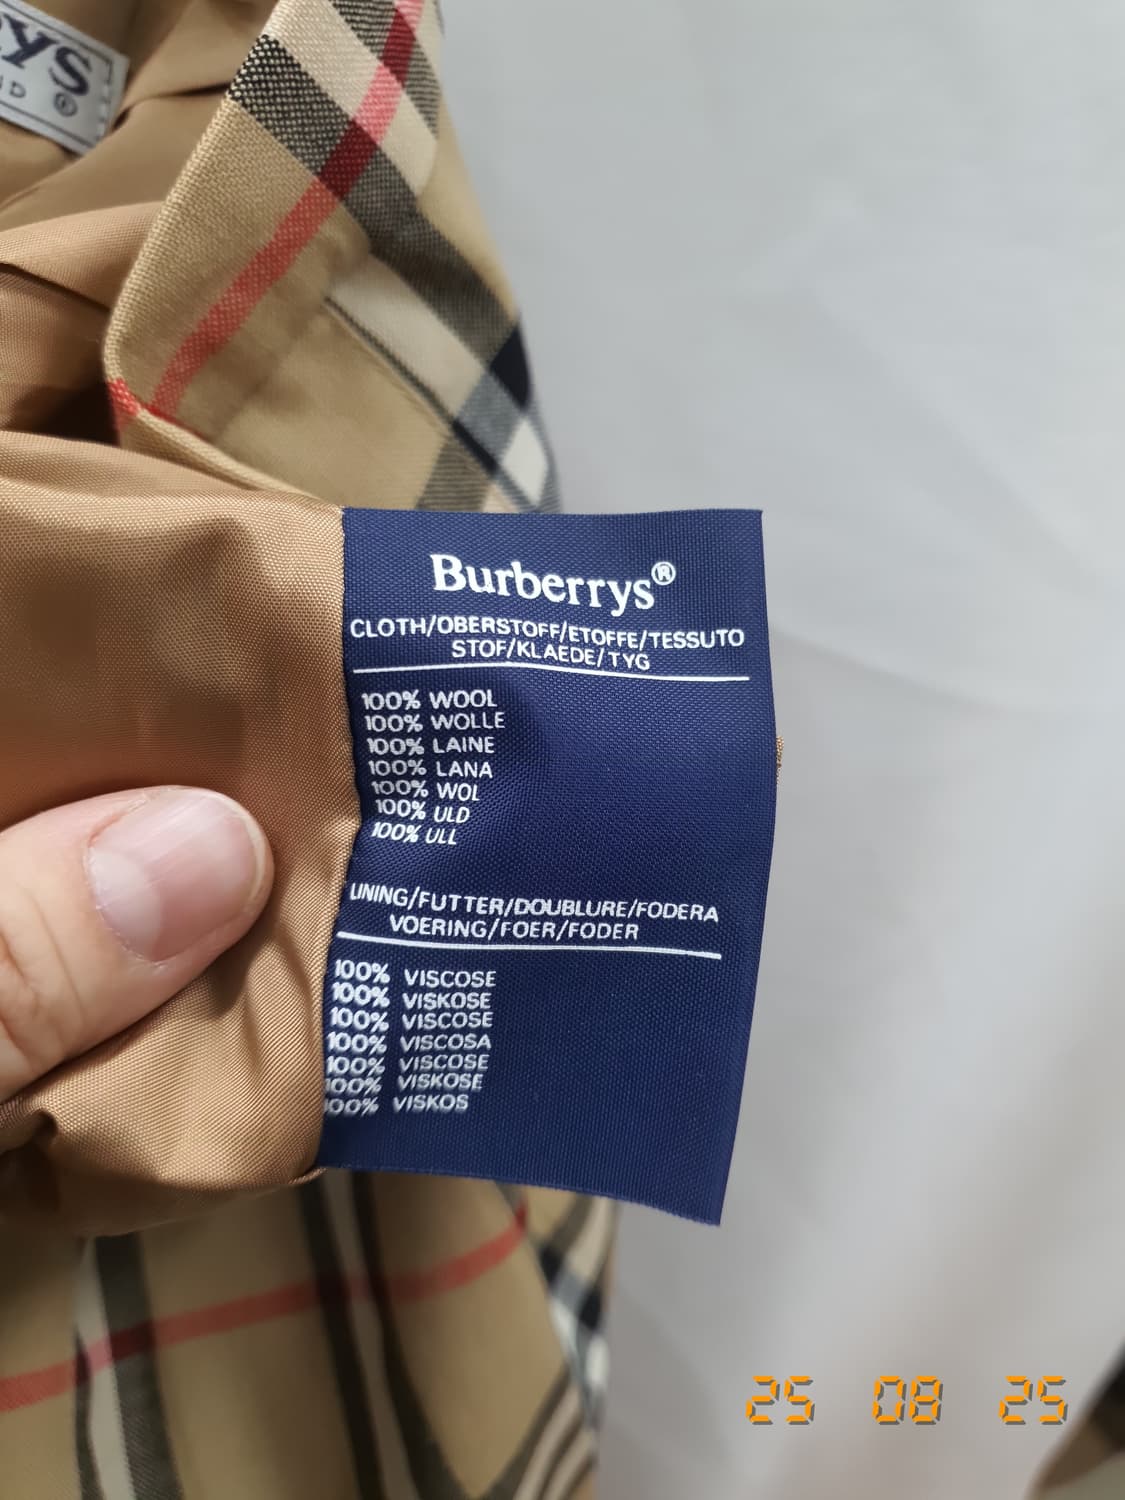 Burberrys®
CLOTH/OBERSTOFF/ETOFFE/TESSUTO
STOF/KLAEDE/TYG
100% WOOL
100% WOLLE
100% LAINE
100% LANA
100% WOL
100% ULD
100% ULL
LINING/FUTTER/DOUBLURE/FODERA
VOERING/FOER/FODER
100% VISCOSE
100% VISKOSE
100% VISCOSE
100% VISCOSA
100% VISCOSE
100% VISKOSE
100% VISKOS
25 08 25